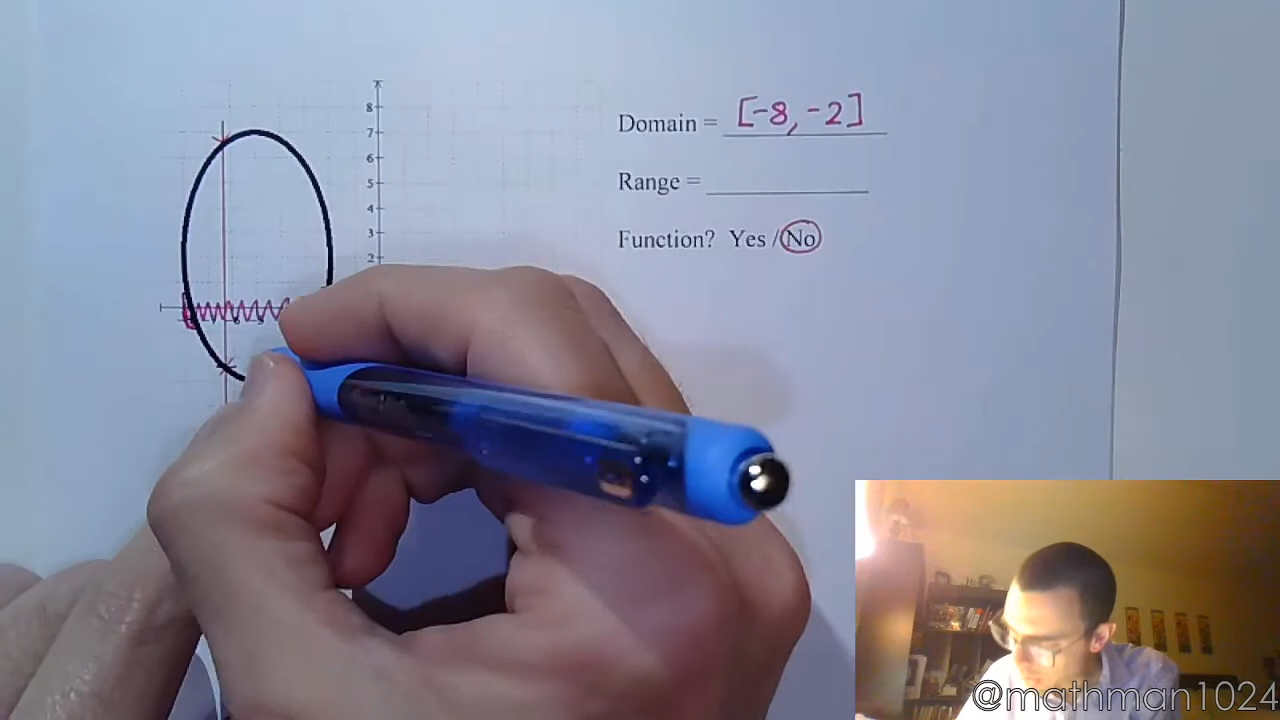 8
7
6
5
4
3
2
Domain = [-8, -2]
Range =
Function? Yes / No
@mathman1024